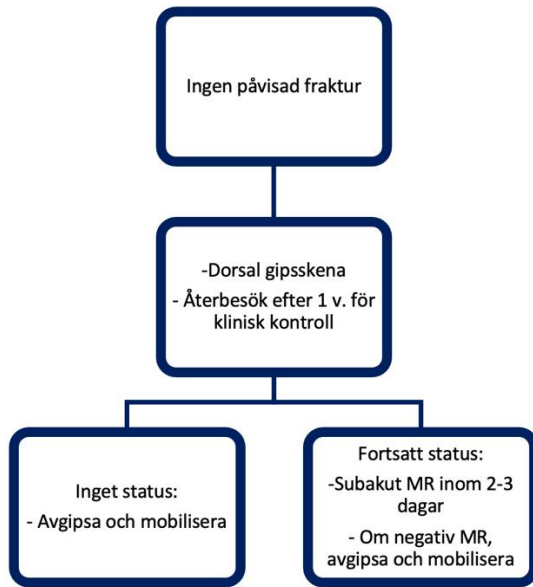 Ingen påvisad fraktur
-Dorsal gipsskena
- Återbesök efter 1 v. för
klinisk kontroll
Inget status:
- Avgipsa och mobilisera
Fortsatt status:
-Subakut MR inom 2-3
dagar
- Om negativ MR,
avgipsa och mobilisera